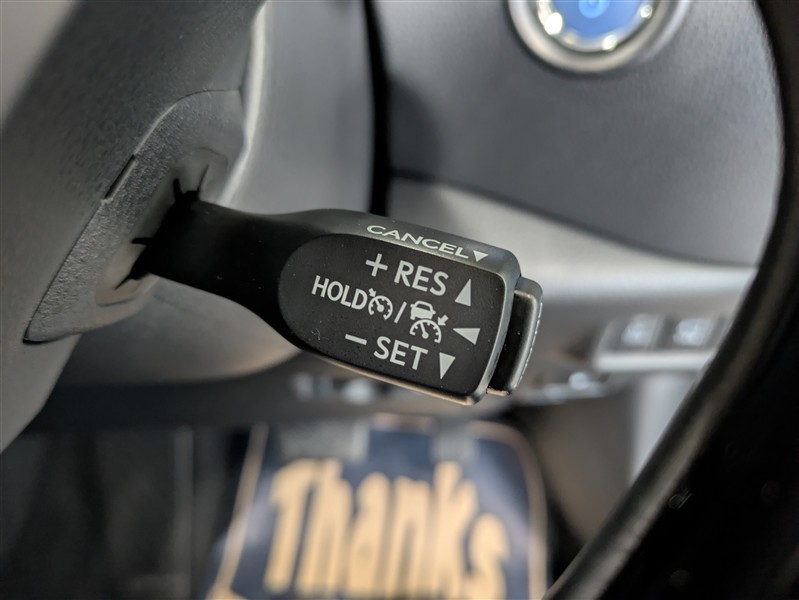 CANCEL▼
+ RES ▲
HOLD / ◀
− SET ▼
Thanks